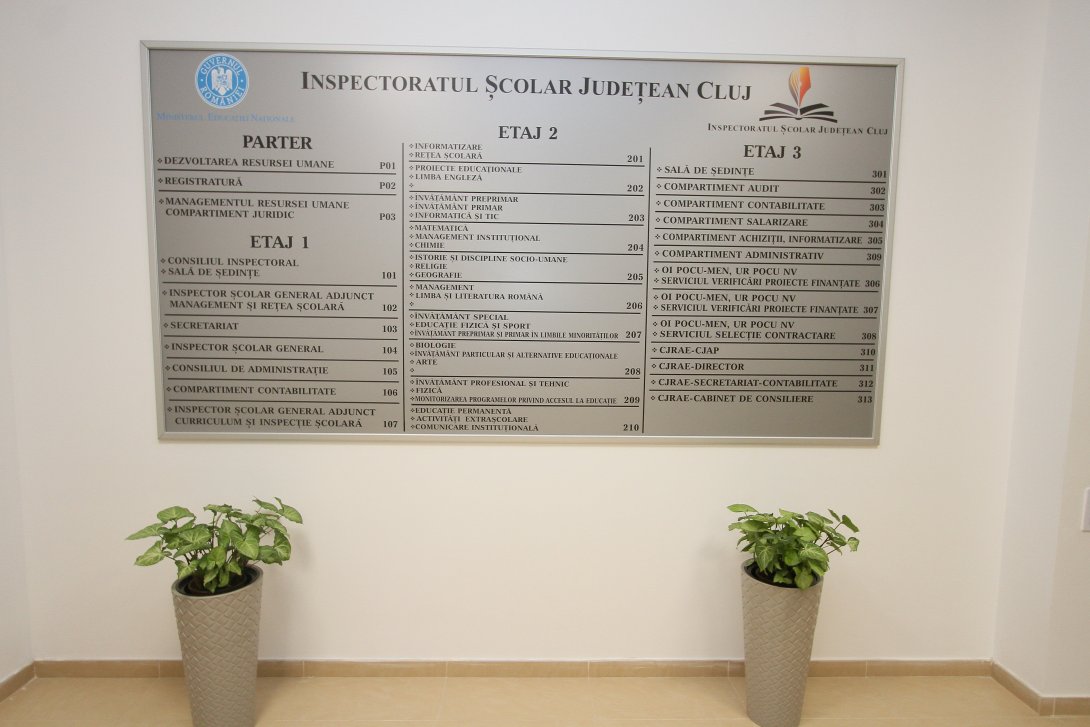 GUVERNUL ROMÂNIEI
MINISTERUL EDUCAȚIEI NAȚIONALE
INSPECTORATUL ȘCOLAR JUDEȚEAN CLUJ
INSPECTORATUL ȘCOLAR JUDEȚEAN CLUJ
PARTER
❖DEZVOLTAREA RESURSEI UMANE P01
❖REGISTRATURĂ P02
❖MANAGEMENTUL RESURSEI UMANE
COMPARTIMENT JURIDIC P03
ETAJ 1
❖CONSILIUL INSPECTORAL
❖SALĂ DE ȘEDINȚE 101
❖INSPECTOR ȘCOLAR GENERAL ADJUNCT
MANAGEMENT ȘI REȚEA ȘCOLARĂ 102
❖SECRETARIAT 103
❖INSPECTOR ȘCOLAR GENERAL 104
❖CONSILIUL DE ADMINISTRAȚIE 105
❖COMPARTIMENT CONTABILITATE 106
❖INSPECTOR ȘCOLAR GENERAL ADJUNCT
CURRICULUM ȘI INSPECȚIE ȘCOLARĂ 107
ETAJ 2
❖INFORMATIZARE
❖REȚEA ȘCOLARĂ 201
❖PROIECTE EDUCAȚIONALE
❖LIMBA ENGLEZĂ
❖ 202
❖ÎNVĂȚĂMÂNT PREPRIMAR
❖ÎNVĂȚĂMÂNT PRIMAR
❖INFORMATICĂ ȘI TIC 203
❖MATEMATICĂ
❖MANAGEMENT INSTITUȚIONAL
❖CHIMIE 204
❖ISTORIE ȘI DISCIPLINE SOCIO-UMANE
❖RELIGIE
❖GEOGRAFIE 205
❖MANAGEMENT
❖LIMBA ȘI LITERATURA ROMÂNĂ
❖ 206
❖ÎNVĂȚĂMÂNT SPECIAL
❖EDUCAȚIE FIZICA ȘI SPORT
❖ÎNVĂȚĂMÂNT PREPRIMAR ȘI PRIMAR ÎN LIMBILE MINORITĂȚILOR 207
❖BIOLOGIE
❖ÎNVĂȚĂMÂNT PARTICULAR ȘI ALTERNATIVE EDUCAȚIONALE
❖ARTE
❖ 208
❖ÎNVĂȚĂMÂNT PROFESIONAL ȘI TEHNIC
❖FIZICĂ
❖MONITORIZAREA PROGRAMELOR PRIVIND ACCESUL LA EDUCAȚIE 209
❖EDUCAȚIE PERMANENTĂ
❖ACTIVITĂȚI EXTRAȘCOLARE
❖COMUNICARE INSTITUȚIONALĂ 210
ETAJ 3
❖SALĂ DE ȘEDINȚE 301
❖COMPARTIMENT AUDIT 302
❖COMPARTIMENT CONTABILITATE 303
❖COMPARTIMENT SALARIZARE 304
❖COMPARTIMENT ACHIZIȚII, INFORMATIZARE 305
❖COMPARTIMENT ADMINISTRATIV 309
❖OI POCU-MEN, UR POCU NV
❖SERVICIUL VERIFICĂRI PROIECTE FINANȚATE 306
❖OI POCU-MEN, UR POCU NV
❖SERVICIUL VERIFICĂRI PROIECTE FINANȚATE 307
❖OI POCU-MEN, UR POCU NV
❖SERVICIUL SELECȚIE CONTRACTARE 308
❖CJRAE-CJAP 310
❖CJRAE-DIRECTOR 311
❖CJRAE-SECRETARIAT-CONTABILITATE 312
❖CJRAE-CABINET DE CONSILIERE 313